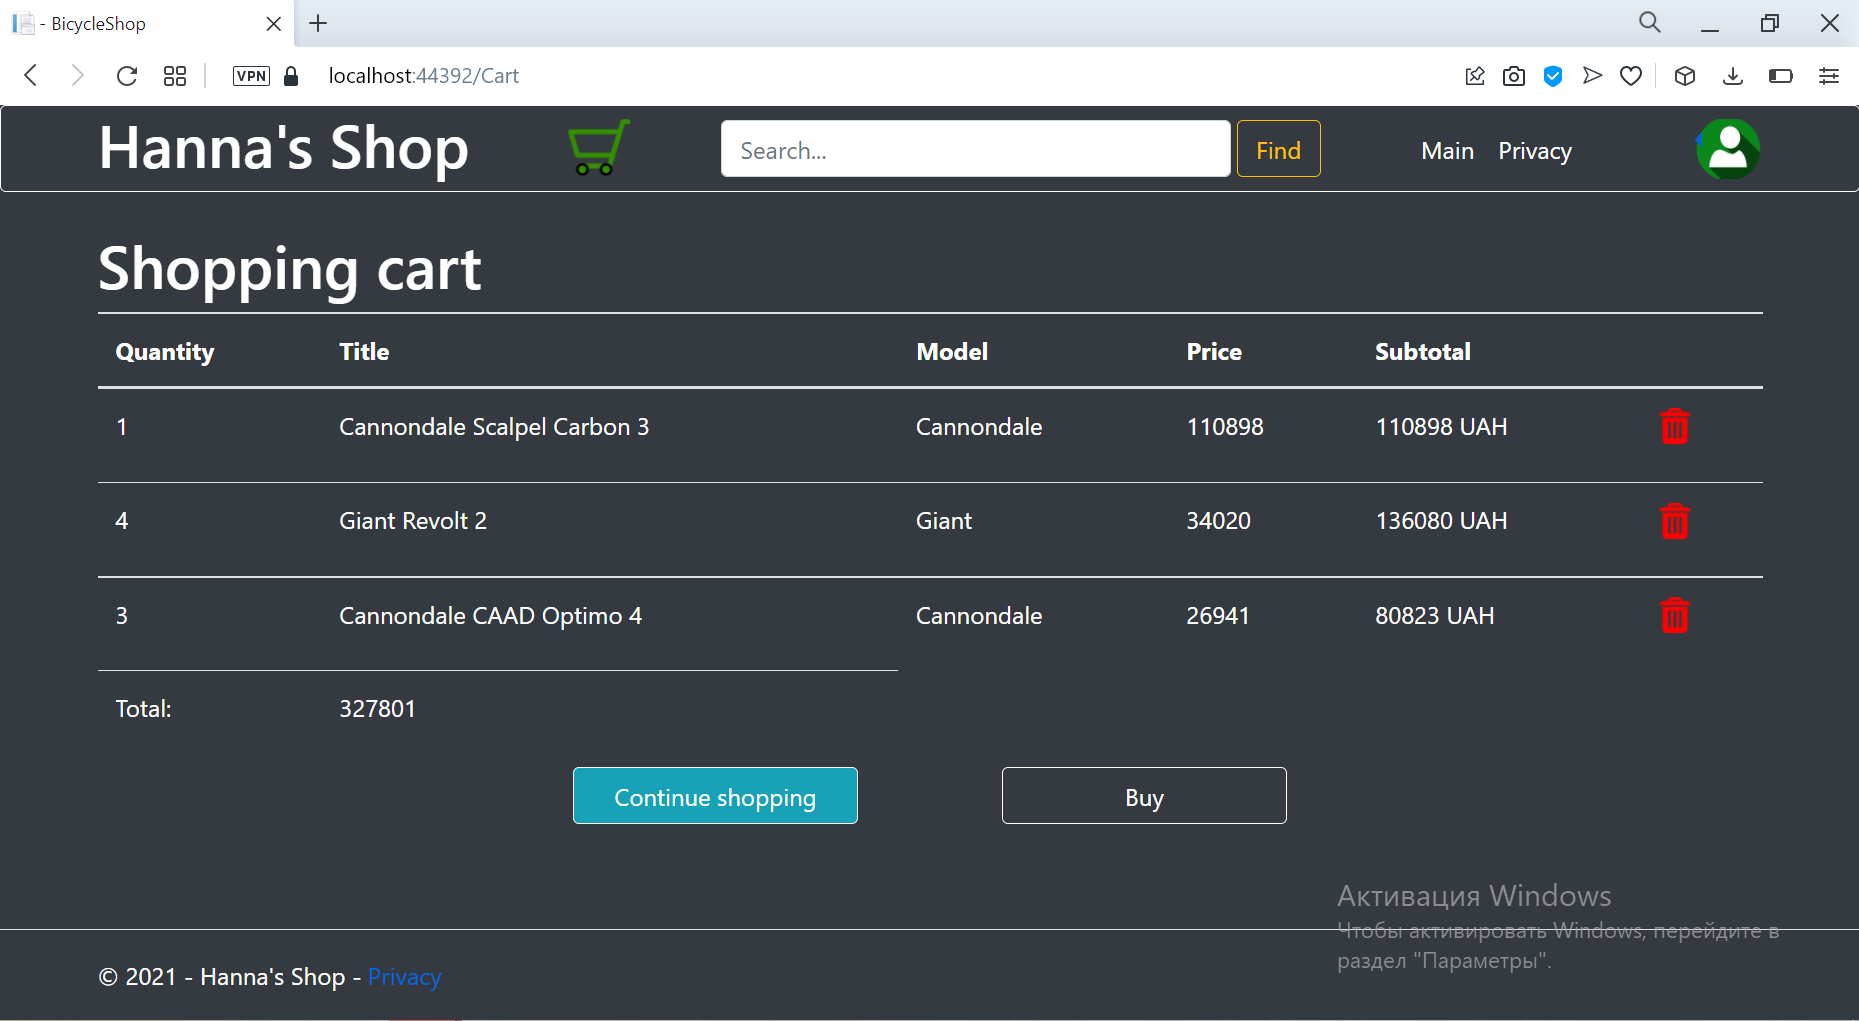 - BicycleShop
VPN localhost:44392/Cart
Hanna's Shop Search... Find Main Privacy
Shopping cart
Quantity Title Model Price Subtotal
1 Cannondale Scalpel Carbon 3 Cannondale 110898 110898 UAH
4 Giant Revolt 2 Giant 34020 136080 UAH
3 Cannondale CAAD Optimo 4 Cannondale 26941 80823 UAH
Total: 327801
Continue shopping Buy
Активация Windows
Чтобы активировать Windows, перейдите в
раздел "Параметры".
© 2021 - Hanna's Shop - Privacy